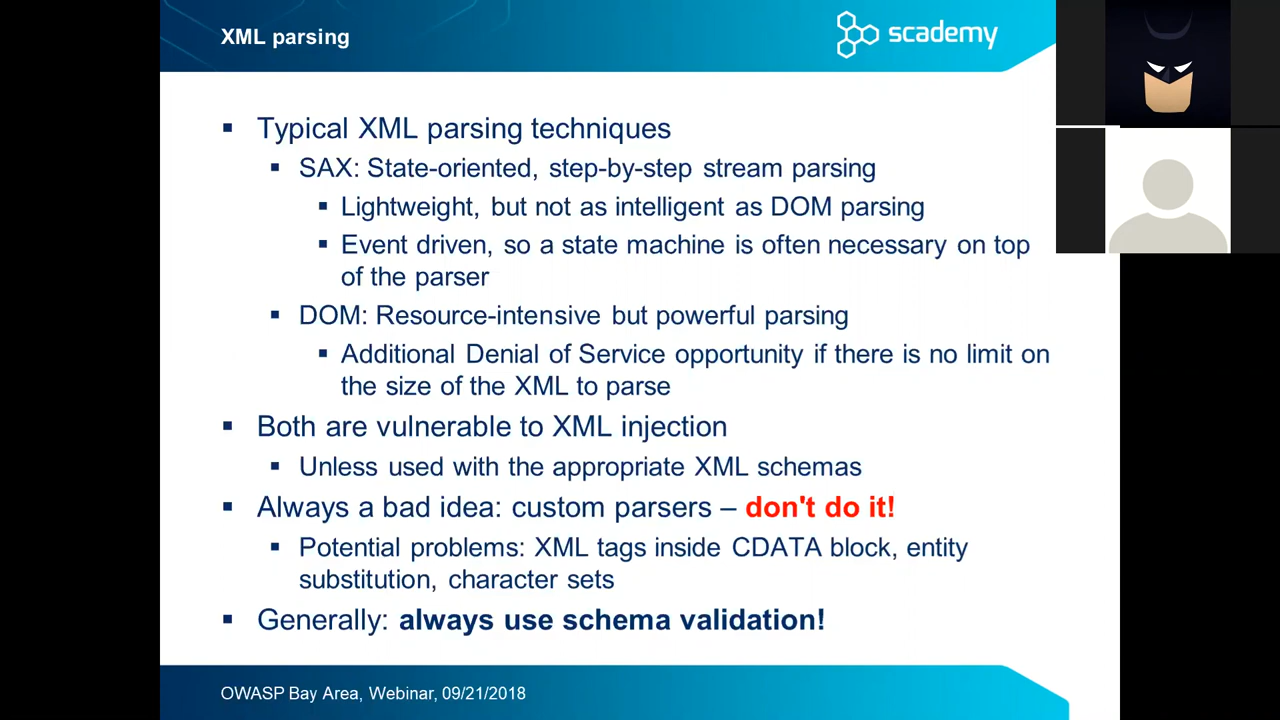 XML parsing
scademy
▪ Typical XML parsing techniques
▪ SAX: State-oriented, step-by-step stream parsing
▪ Lightweight, but not as intelligent as DOM parsing
▪ Event driven, so a state machine is often necessary on top
of the parser
▪ DOM: Resource-intensive but powerful parsing
▪ Additional Denial of Service opportunity if there is no limit on
the size of the XML to parse
▪ Both are vulnerable to XML injection
▪ Unless used with the appropriate XML schemas
▪ Always a bad idea: custom parsers – don't do it!
▪ Potential problems: XML tags inside CDATA block, entity
substitution, character sets
▪ Generally: always use schema validation!
OWASP Bay Area, Webinar, 09/21/2018